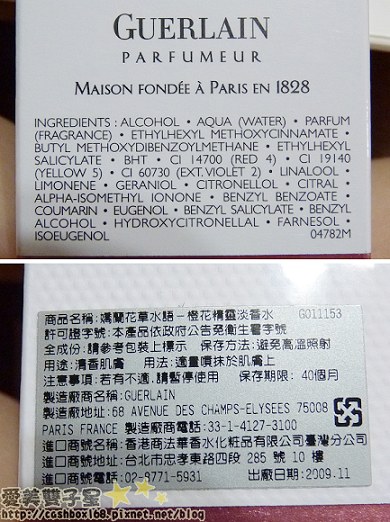 GUERLAIN
PARFUMEUR
MAISON FONDÉE À PARIS EN 1828
INGREDIENTS : ALCOHOL • AQUA (WATER) • PARFUM
(FRAGRANCE) • ETHYLHEXYL METHOXYCINNAMATE •
BUTYL METHOXYDIBENZOYLMETHANE • ETHYLHEXYL
SALICYLATE • BHT • CI 14700 (RED 4) • CI 19140
(YELLOW 5) • CI 60730 (EXT. VIOLET 2) • LINALOOL •
LIMONENE • GERANIOL • CITRONELLOL • CITRAL •
ALPHA-ISOMETHYL IONONE • BENZYL BENZOATE •
COUMARIN • EUGENOL • BENZYL SALICYLATE • BENZYL
ALCOHOL • HYDROXYCITRONELLAL • FARNESOL •
ISOEUGENOL 04782M
商品名稱:嬌蘭花草水語-橙花精靈淡香水 G011153
許可證字號:本產品依政府公告免衛生署字號
全成份:請參考包裝上標示 保存方法:避免高溫照射
用途:清香肌膚 用法:適量噴抹於肌膚上
注意事項:若有不適,請暫停使用 保存期限:40個月
製造廠商名稱:GUERLAIN
製造廠商地址:68 AVENUE DES CHAMPS-ELYSEES 75008
PARIS FRANCE 製造廠商電話:33-1-4127-3100
進口商名稱:香港商法華香水化粧品有限公司臺灣分公司
進口商地址:台北市忠孝東路四段 285 號 10 樓
電話:02-8771-5931 出廠日期:2009.11
愛美雙子星
http://cashbox168.pixnet.net/blog